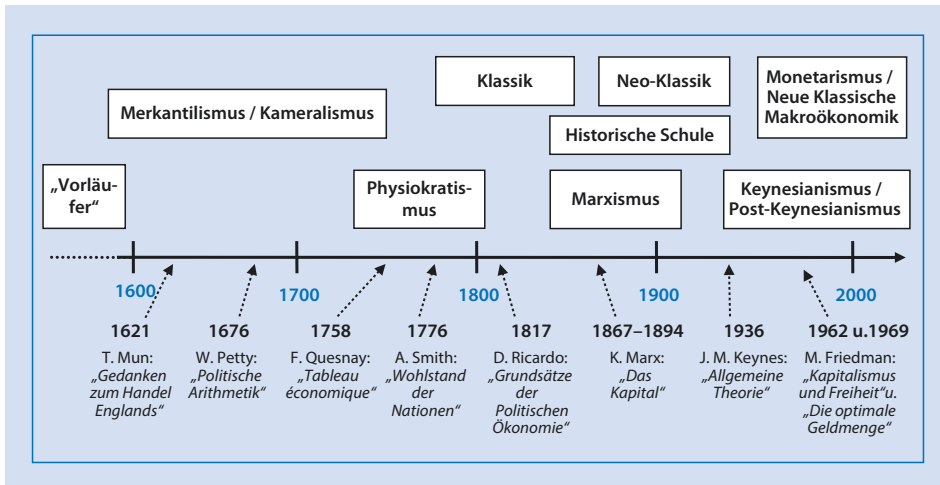 Klassik
Neo-Klassik
Monetarismus /
Neue Klassische
Makroökonomik
Merkantilismus / Kameralismus
Historische Schule
„Vorläu-
fer“
Physiokratis-
mus
Marxismus
Keynesianismus /
Post-Keynesianismus
1600
1700
1800
1900
2000
1621
T. Mun:
„Gedanken
zum Handel
Englands“
1676
W. Petty:
„Politische
Arithmetik“
1758
F. Quesnay:
„Tableau
économique“
1776
A. Smith:
„Wohlstand
der
Nationen“
1817
D. Ricardo:
„Grundsätze
der
Politischen
Ökonomie“
1867–1894
K. Marx:
„Das
Kapital“
1936
J. M. Keynes:
„Allgemeine
Theorie“
1962 u.1969
M. Friedman:
„Kapitalismus
und Freiheit“u.
„Die optimale
Geldmenge“